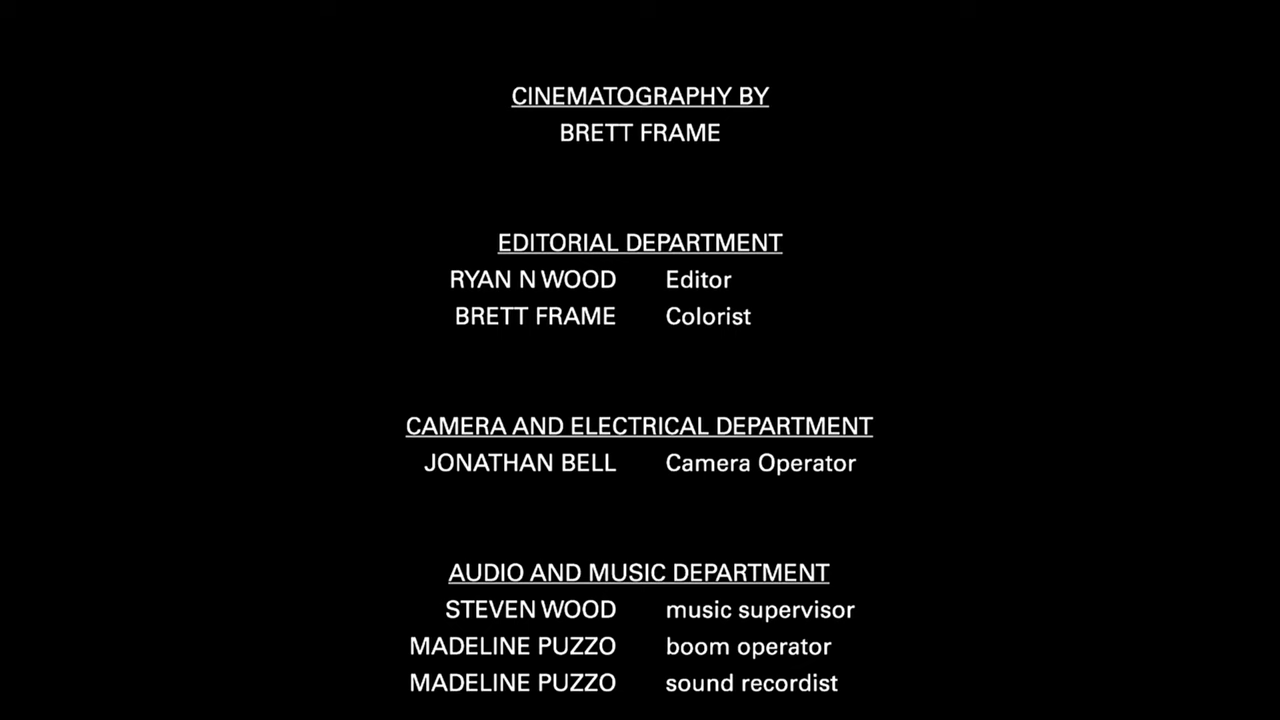 CINEMATOGRAPHY BY
BRETT FRAME
EDITORIAL DEPARTMENT
RYAN N WOOD Editor
BRETT FRAME Colorist
CAMERA AND ELECTRICAL DEPARTMENT
JONATHAN BELL Camera Operator
AUDIO AND MUSIC DEPARTMENT
STEVEN WOOD music supervisor
MADELINE PUZZO boom operator
MADELINE PUZZO sound recordist